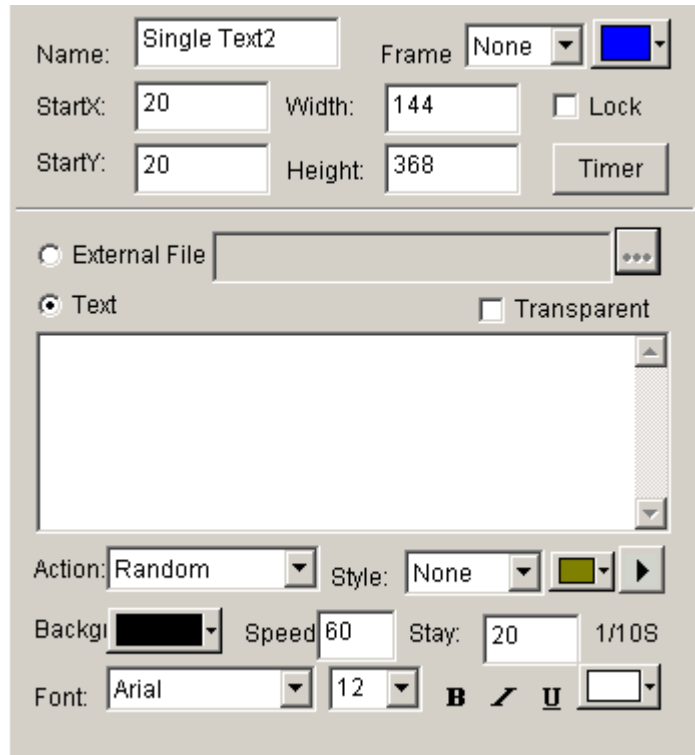 Name: Single Text2 Frame None
StartX: 20 Width: 144 Lock
StartY: 20 Height: 368 Timer
External File ...
Text Transparent
Action: Random Style: None
Backgr Speed 60 Stay: 20 1/10S
Font: Arial 12 B I U